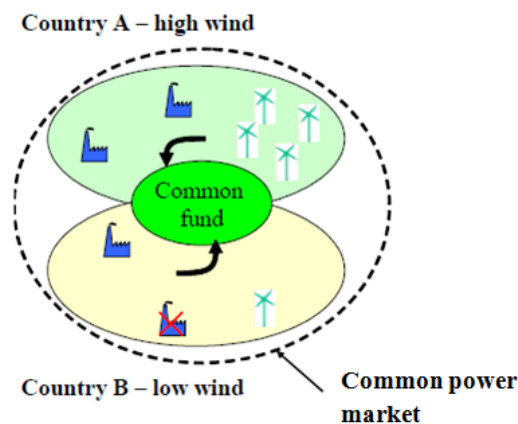 Country A – high wind
Common
fund
Country B – low wind
Common power
market